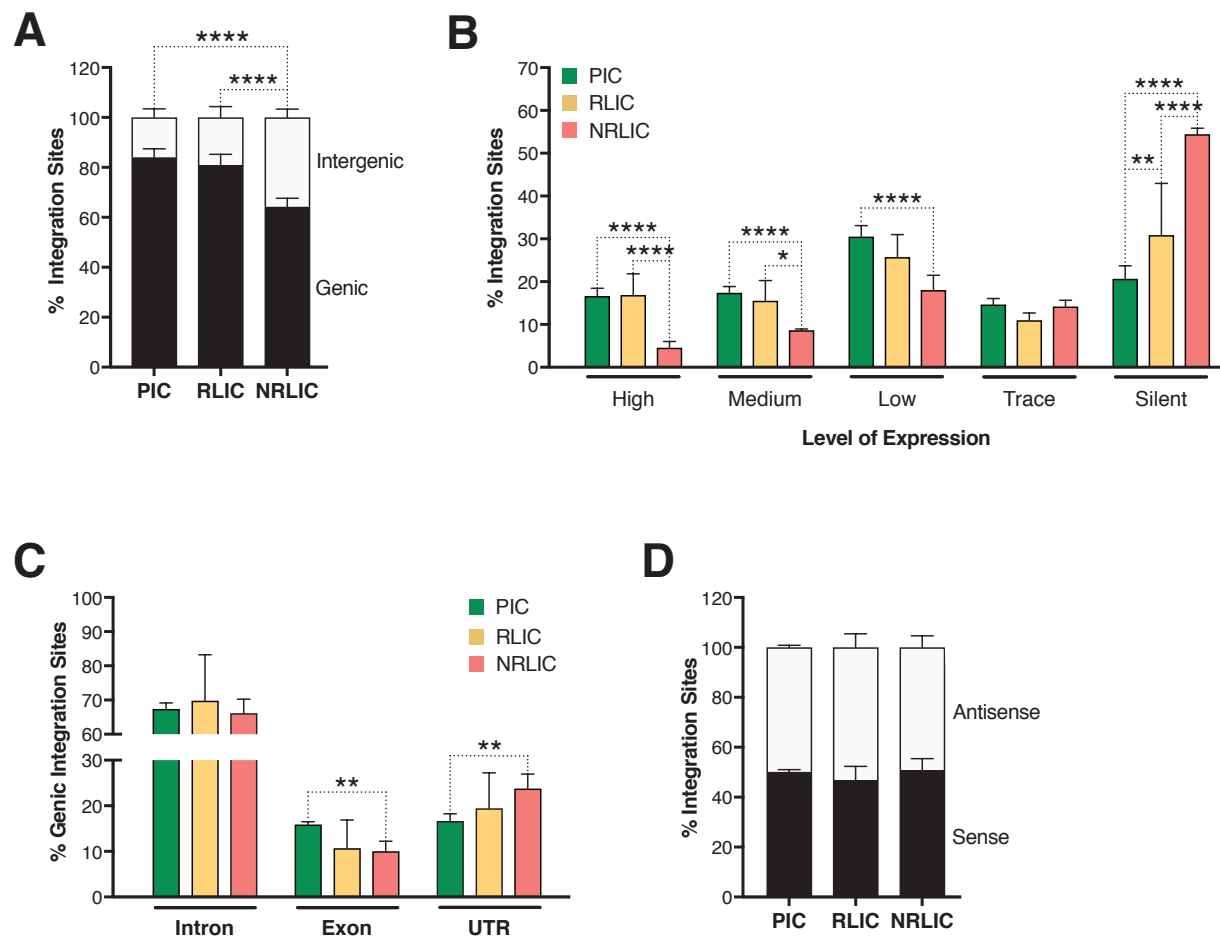 A
****
****
120
100
80
60
40
20
0
% Integration Sites
Intergenic
Genic
PIC RLIC NRLIC
B
PIC
RLIC
NRLIC
70
60
50
40
30
20
10
0
% Integration Sites
****
****
****
*
****
****
****
**
High Medium Low Trace Silent
Level of Expression
C
PIC
RLIC
NRLIC
100
90
80
70
60
30
20
10
0
% Genic Integration Sites
**
**
Intron Exon UTR
D
120
100
80
60
40
20
0
% Integration Sites
Antisense
Sense
PIC RLIC NRLIC